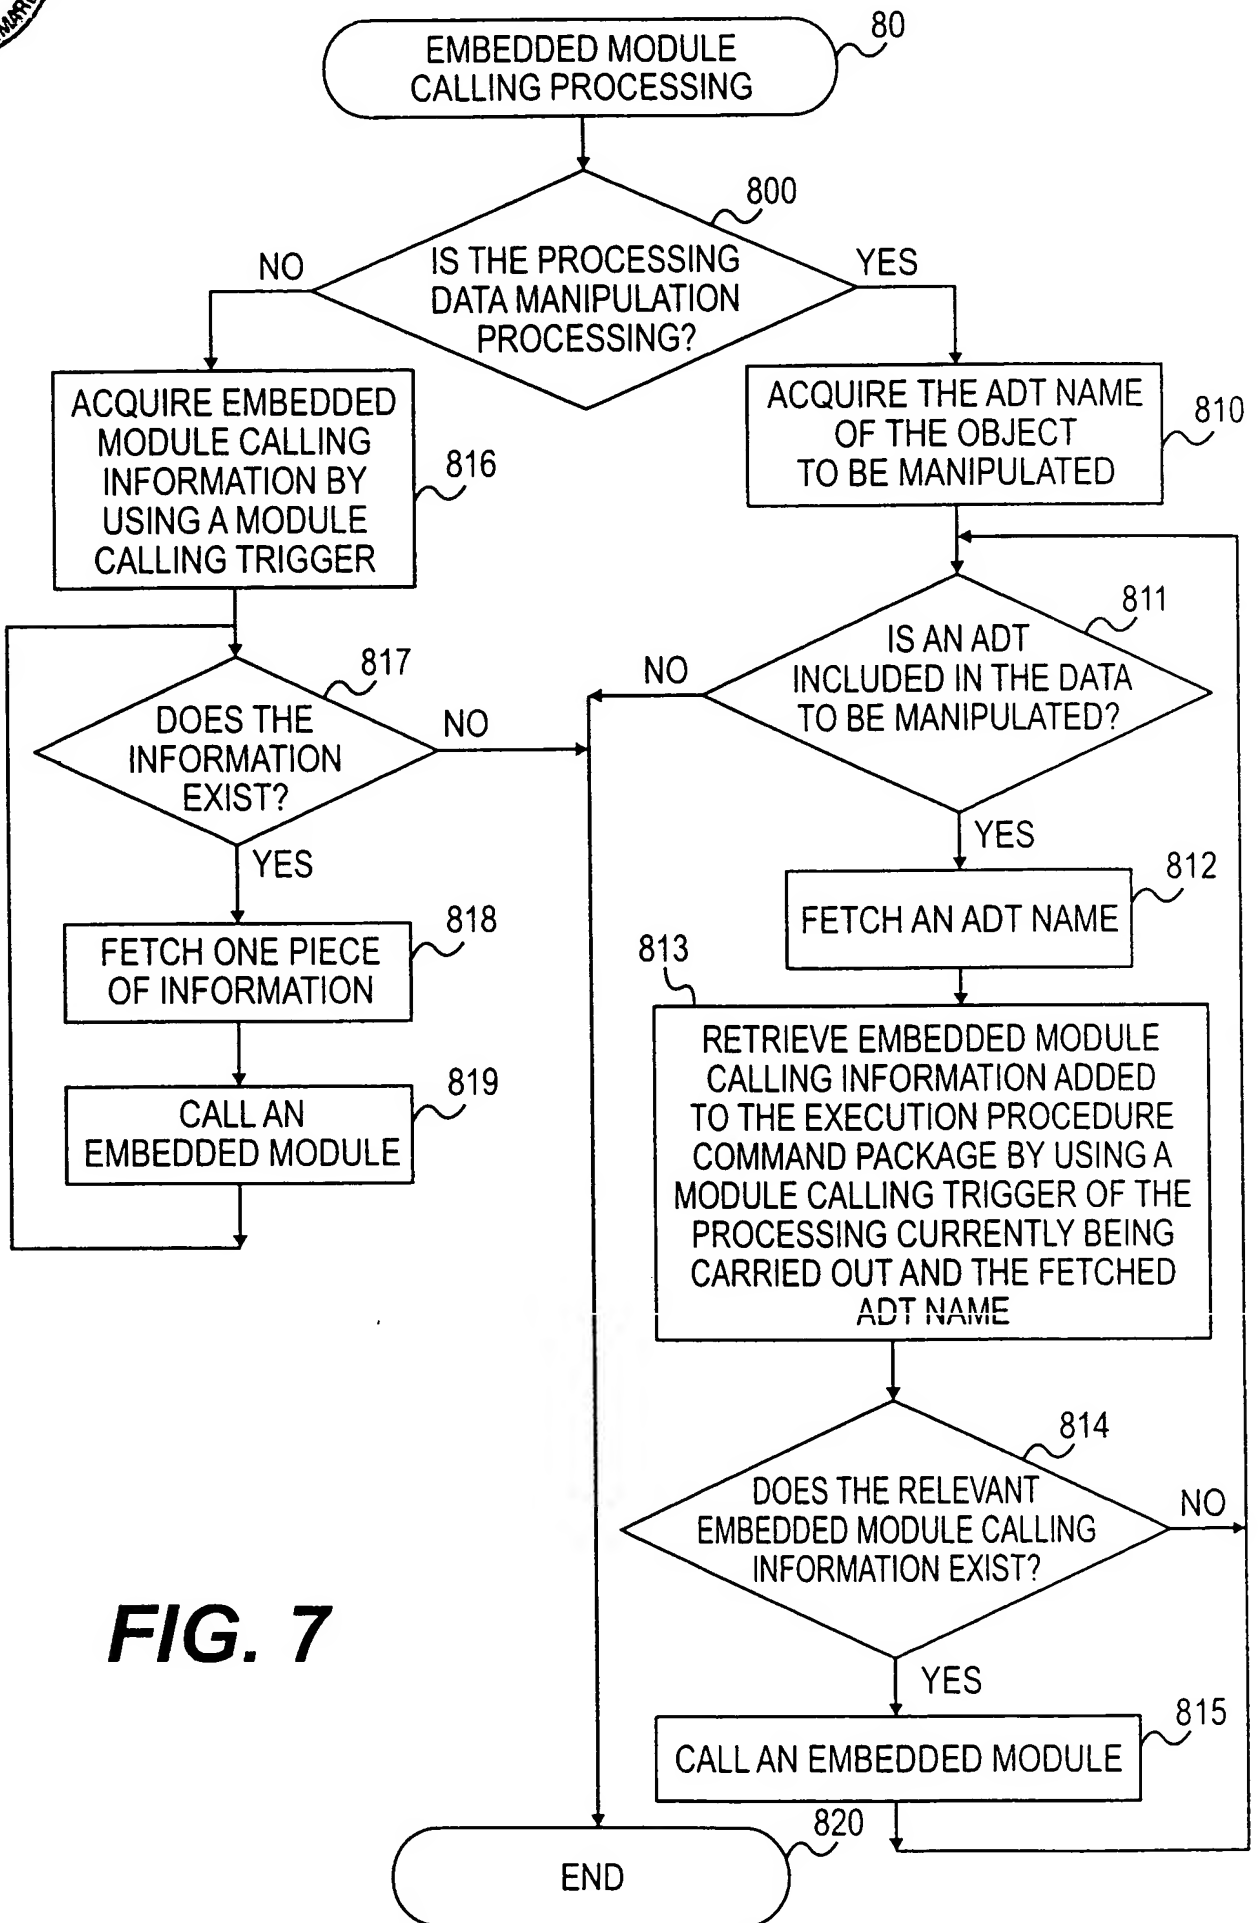 EMBEDDED MODULE
CALLING PROCESSING
80
800
IS THE PROCESSING
DATA MANIPULATION
PROCESSING?
NO
YES
ACQUIRE EMBEDDED
MODULE CALLING
INFORMATION BY
USING A MODULE
CALLING TRIGGER
816
ACQUIRE THE ADT NAME
OF THE OBJECT
TO BE MANIPULATED
810
817
DOES THE
INFORMATION
EXIST?
NO
YES
811
IS AN ADT
INCLUDED IN THE DATA
TO BE MANIPULATED?
NO
YES
818
FETCH ONE PIECE
OF INFORMATION
812
FETCH AN ADT NAME
819
CALL AN
EMBEDDED MODULE
813
RETRIEVE EMBEDDED MODULE
CALLING INFORMATION ADDED
TO THE EXECUTION PROCEDURE
COMMAND PACKAGE BY USING A
MODULE CALLING TRIGGER OF THE
PROCESSING CURRENTLY BEING
CARRIED OUT AND THE FETCHED
ADT NAME
814
DOES THE RELEVANT
EMBEDDED MODULE CALLING
INFORMATION EXIST?
NO
YES
815
CALL AN EMBEDDED MODULE
820
END
FIG. 7